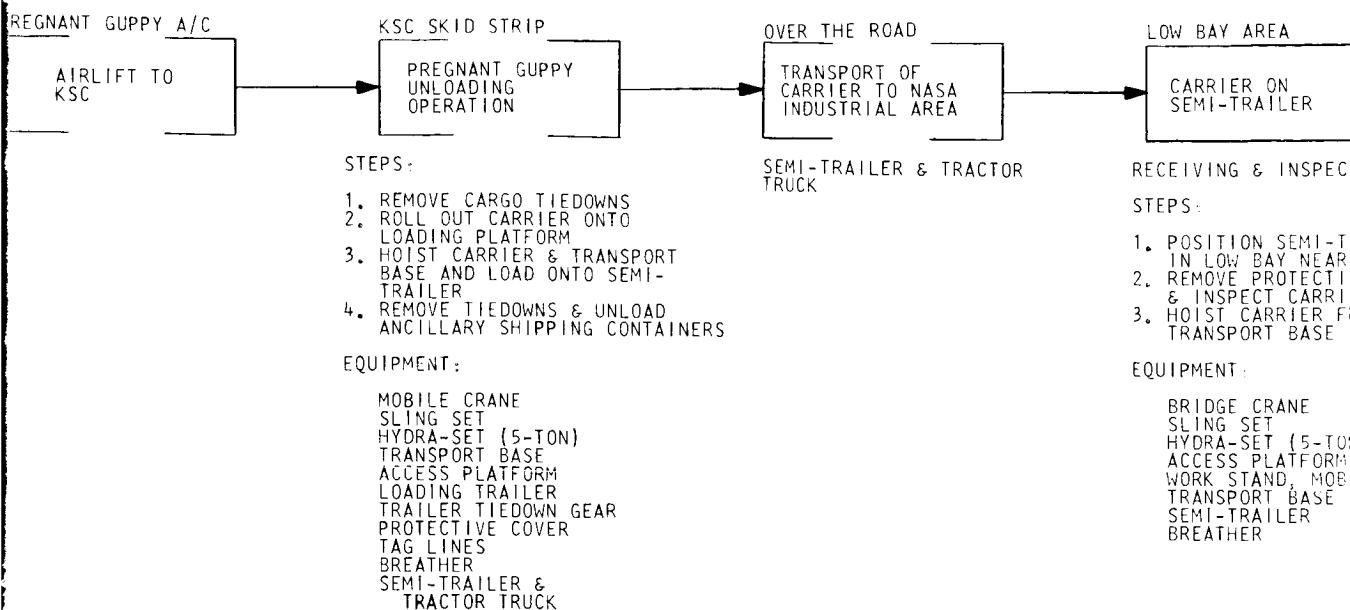 REGNANT GUPPY A/C
AIRLIFT TO
KSC
KSC SKID STRIP
PREGNANT GUPPY
UNLOADING
OPERATION
STEPS:
1. REMOVE CARGO TIEDOWNS
2. ROLL OUT CARRIER ONTO
LOADING PLATFORM
3. HOIST CARRIER & TRANSPORT
BASE AND LOAD ONTO SEMI-
TRAILER
4. REMOVE TIEDOWNS & UNLOAD
ANCILLARY SHIPPING CONTAINERS
EQUIPMENT:
MOBILE CRANE
SLING SET
HYDRA-SET (5-TON)
TRANSPORT BASE
ACCESS PLATFORM
LOADING TRAILER
TRAILER TIEDOWN GEAR
PROTECTIVE COVER
TAG LINES
BREATHER
SEMI-TRAILER &
TRACTOR TRUCK
OVER THE ROAD
TRANSPORT OF
CARRIER TO NASA
INDUSTRIAL AREA
SEMI-TRAILER & TRACTOR
TRUCK
LOW BAY AREA
CARRIER ON
SEMI-TRAILER
RECEIVING & INSPEC
STEPS:
1. POSITION SEMI-T
IN LOW BAY NEAR
2. REMOVE PROTECTI
& INSPECT CARRI
3. HOIST CARRIER F
TRANSPORT BASE
EQUIPMENT:
BRIDGE CRANE
SLING SET
HYDRA-SET (5-TO
ACCESS PLATFORM
WORK STAND, MOB
TRANSPORT BASE
SEMI-TRAILER
BREATHER